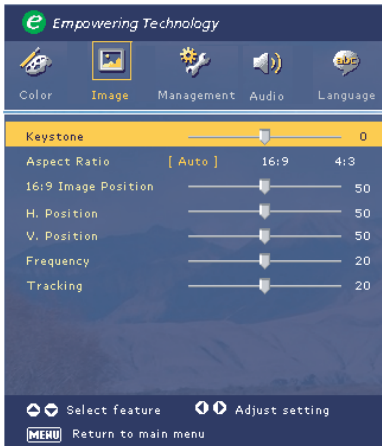 e Empowering Technology
Color Image Management Audio abc Language
Keystone 0
Aspect Ratio [ Auto ] 16:9 4:3
16:9 Image Position 50
H. Position 50
V. Position 50
Frequency 20
Tracking 20
Select feature Adjust setting
MENU Return to main menu